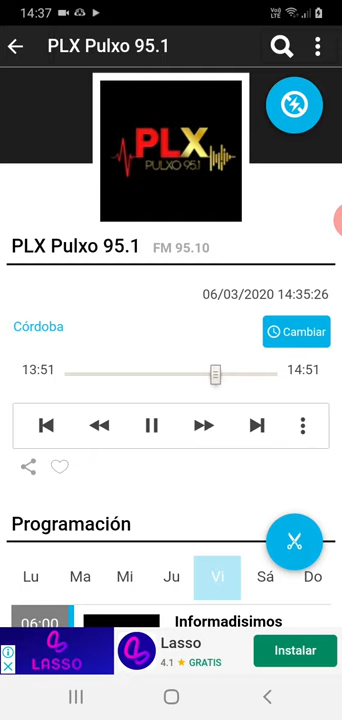 14:37
Vo)) LTE
PLX Pulxo 95.1
PLX
PULXO 95.1
PLX Pulxo 95.1 FM 95.10
06/03/2020 14:35:26
Córdoba
Cambiar
13:51
14:51
Programación
Lu Ma Mi Ju Vi Sá Do
06:00
Informadisimos
LASSO
Lasso
4.1 ★ GRATIS
Instalar